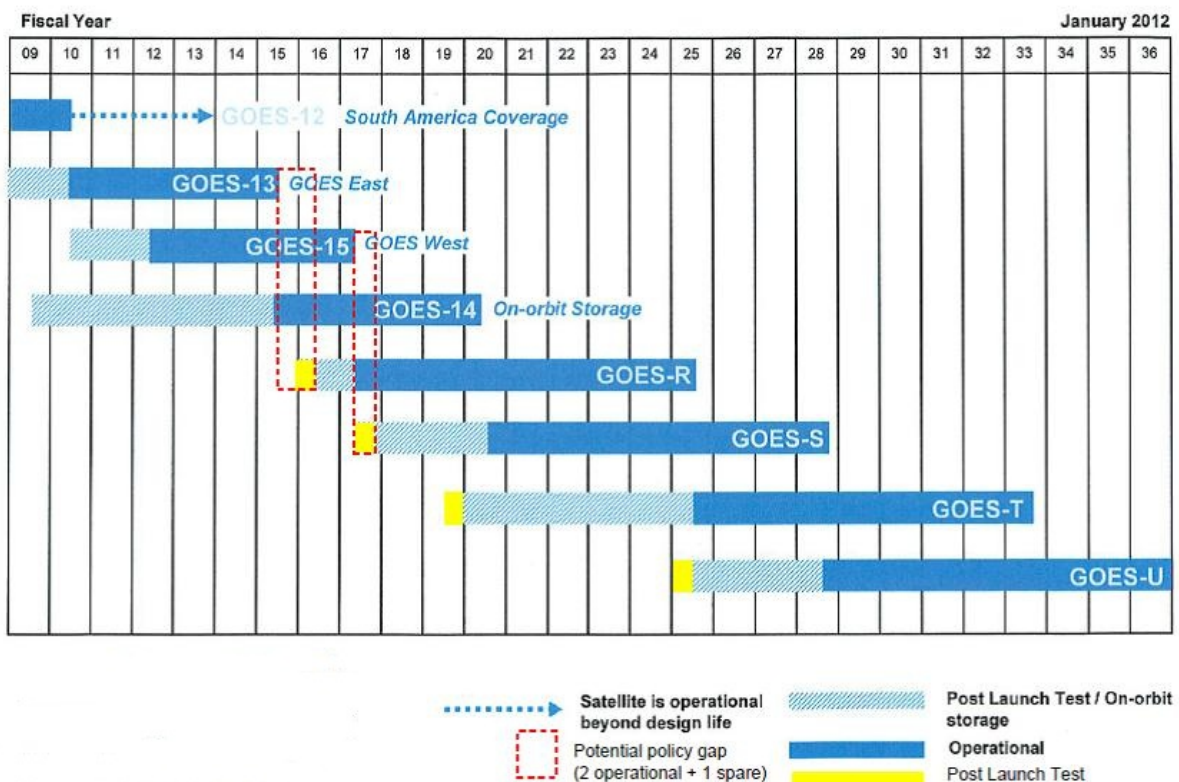 Fiscal Year January 2012
09 10 11 12 13 14 15 16 17 18 19 20 21 22 23 24 25 26 27 28 29 30 31 32 33 34 35 36
GOES-12 South America Coverage
GOES-13 GOES East
GOES-15 GOES West
GOES-14 On-orbit Storage
GOES-R
GOES-S
GOES-T
GOES-U
Satellite is operational
beyond design life
Potential policy gap
(2 operational + 1 spare)
Post Launch Test / On-orbit
storage
Operational
Post Launch Test